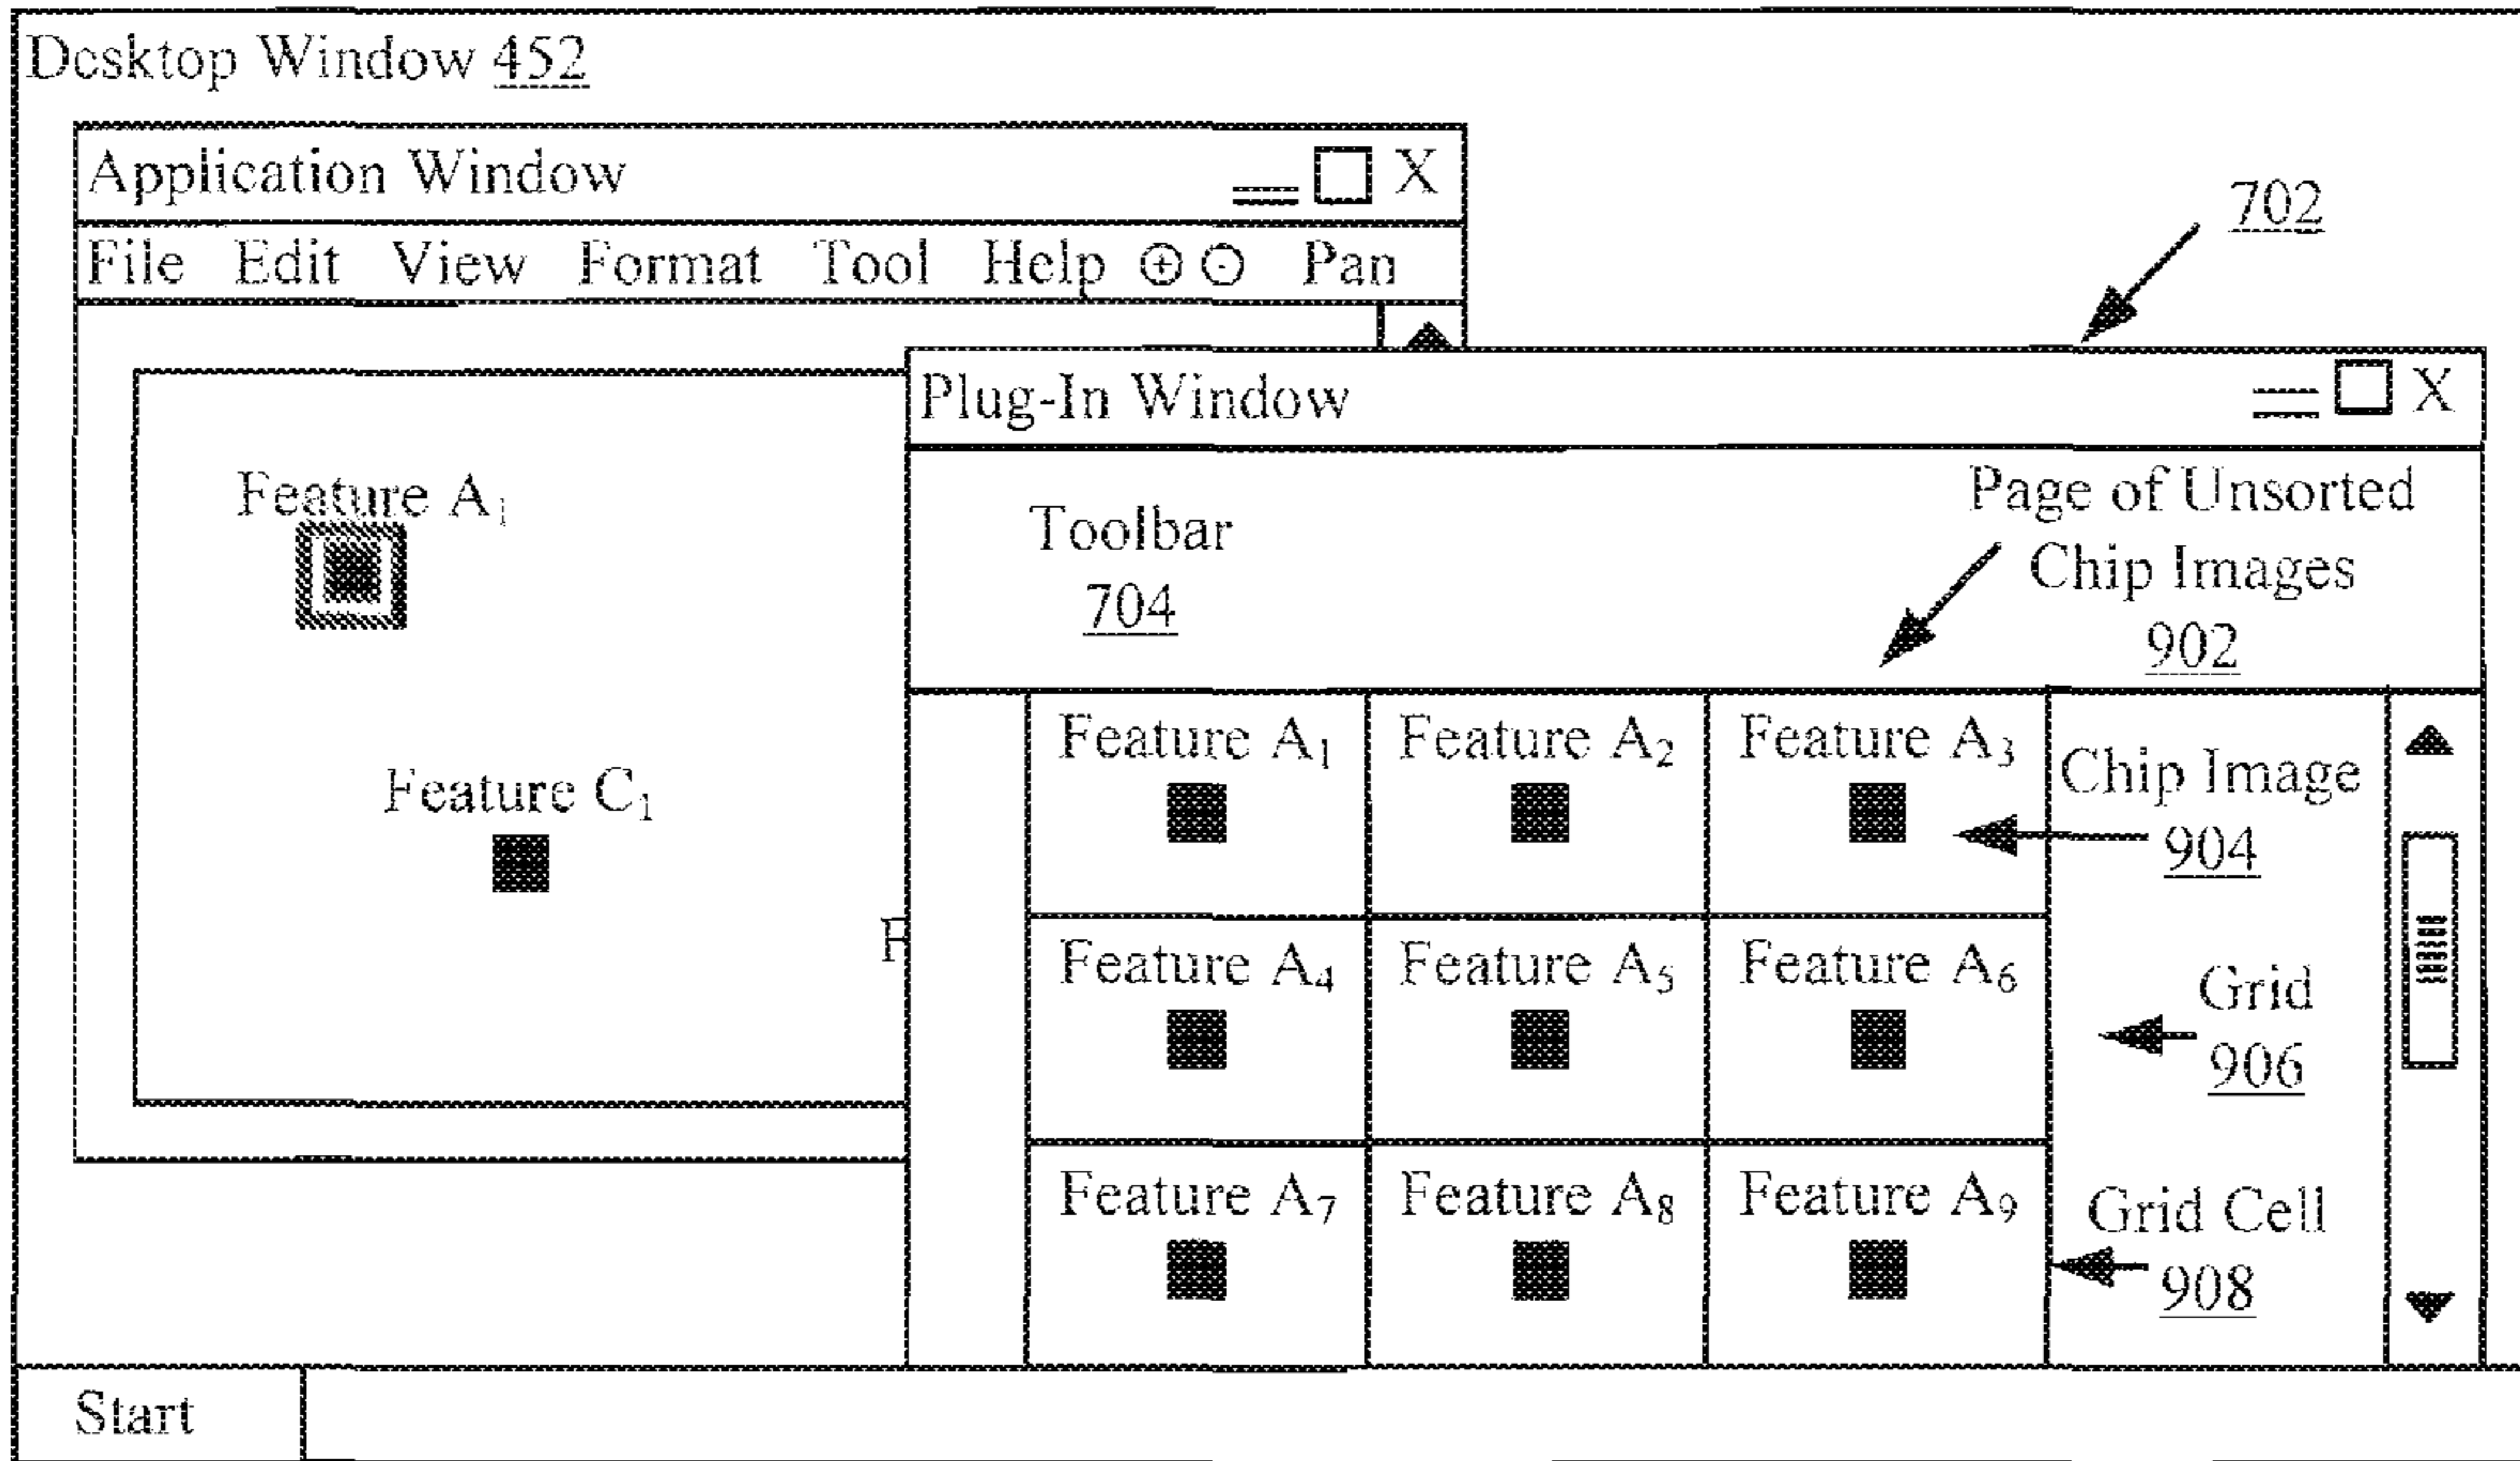 Desktop Window 452
Application Window X
File Edit View Format Tool Help + - Pan
702
Plug-In Window X
Feature A₁
Page of Unsorted
Toolbar
Chip Images
704
902
Feature A₁ Feature A₂ Feature A₃
Chip Image
904
Feature C₁
F
Feature A₄ Feature A₅ Feature A₆
Grid
906
Feature A₇ Feature A₈ Feature A₉
Grid Cell
908
Start